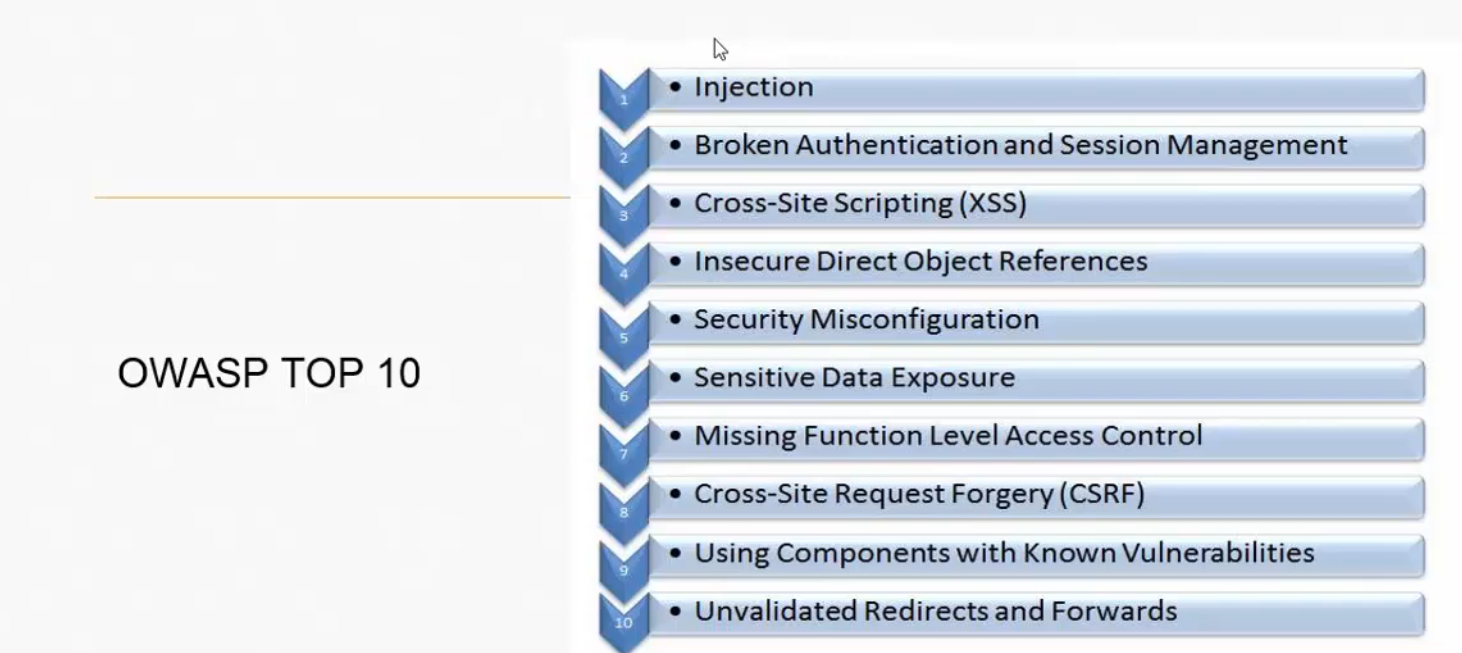 OWASP TOP 10
1 • Injection
2 • Broken Authentication and Session Management
3 • Cross-Site Scripting (XSS)
4 • Insecure Direct Object References
5 • Security Misconfiguration
6 • Sensitive Data Exposure
7 • Missing Function Level Access Control
8 • Cross-Site Request Forgery (CSRF)
9 • Using Components with Known Vulnerabilities
10 • Unvalidated Redirects and Forwards